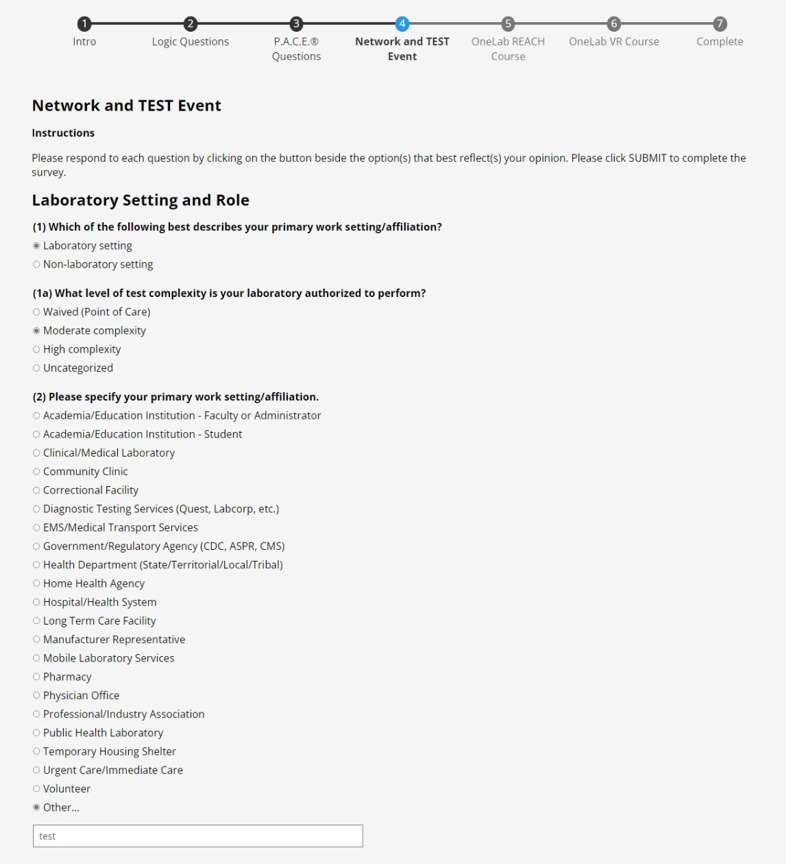 1 2 3 4 5 6 7
Intro Logic Questions P.A.C.E.® Network and TEST OneLab REACH OneLab VR Course Complete
Questions Event Course
Network and TEST Event
Instructions
Please respond to each question by clicking on the button beside the option(s) that best reflect(s) your opinion. Please click SUBMIT to complete the
survey.
Laboratory Setting and Role
(1) Which of the following best describes your primary work setting/affiliation?
Laboratory setting
Non-laboratory setting
(1a) What level of test complexity is your laboratory authorized to perform?
Waived (Point of Care)
Moderate complexity
High complexity
Uncategorized
(2) Please specify your primary work setting/affiliation.
Academia/Education Institution - Faculty or Administrator
Academia/Education Institution - Student
Clinical/Medical Laboratory
Community Clinic
Correctional Facility
Diagnostic Testing Services (Quest, Labcorp, etc.)
EMS/Medical Transport Services
Government/Regulatory Agency (CDC, ASPR, CMS)
Health Department (State/Territorial/Local/Tribal)
Home Health Agency
Hospital/Health System
Long Term Care Facility
Manufacturer Representative
Mobile Laboratory Services
Pharmacy
Physician Office
Professional/Industry Association
Public Health Laboratory
Temporary Housing Shelter
Urgent Care/Immediate Care
Volunteer
Other...
test